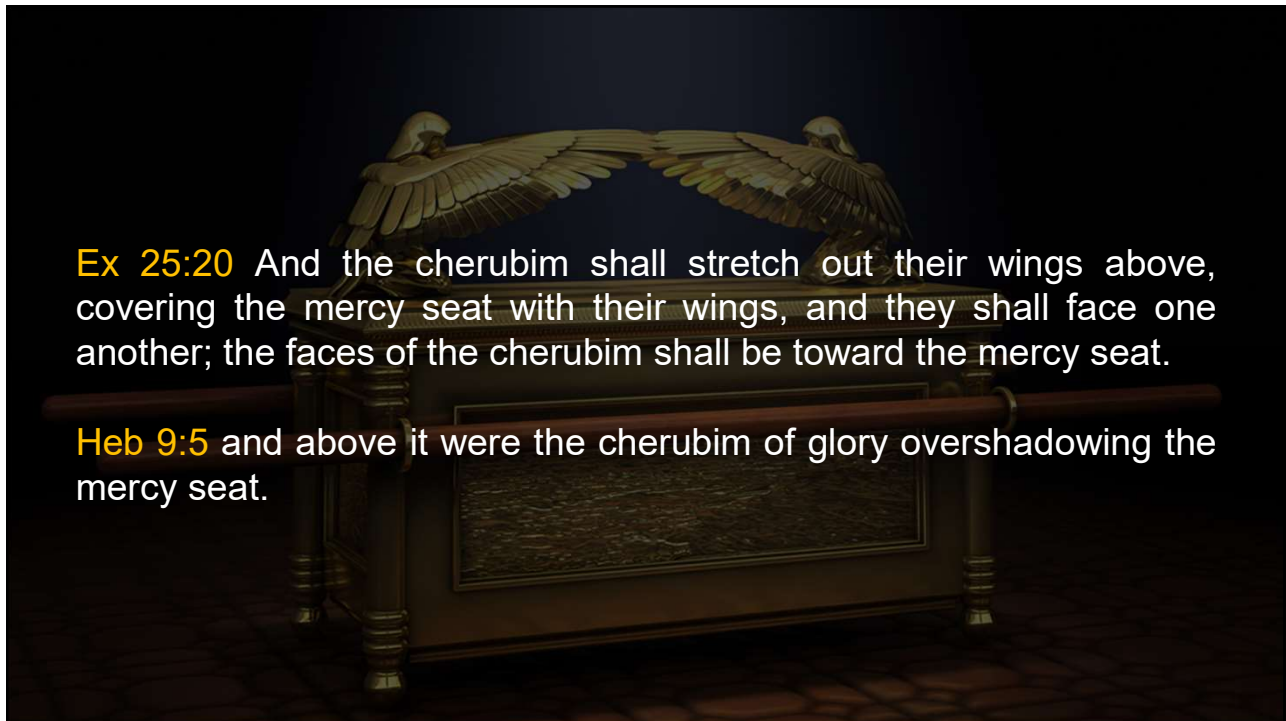 Ex 25:20 And the cherubim shall stretch out their wings above,
covering the mercy seat with their wings, and they shall face one
another; the faces of the cherubim shall be toward the mercy seat.
Heb 9:5 and above it were the cherubim of glory overshadowing the
mercy seat.